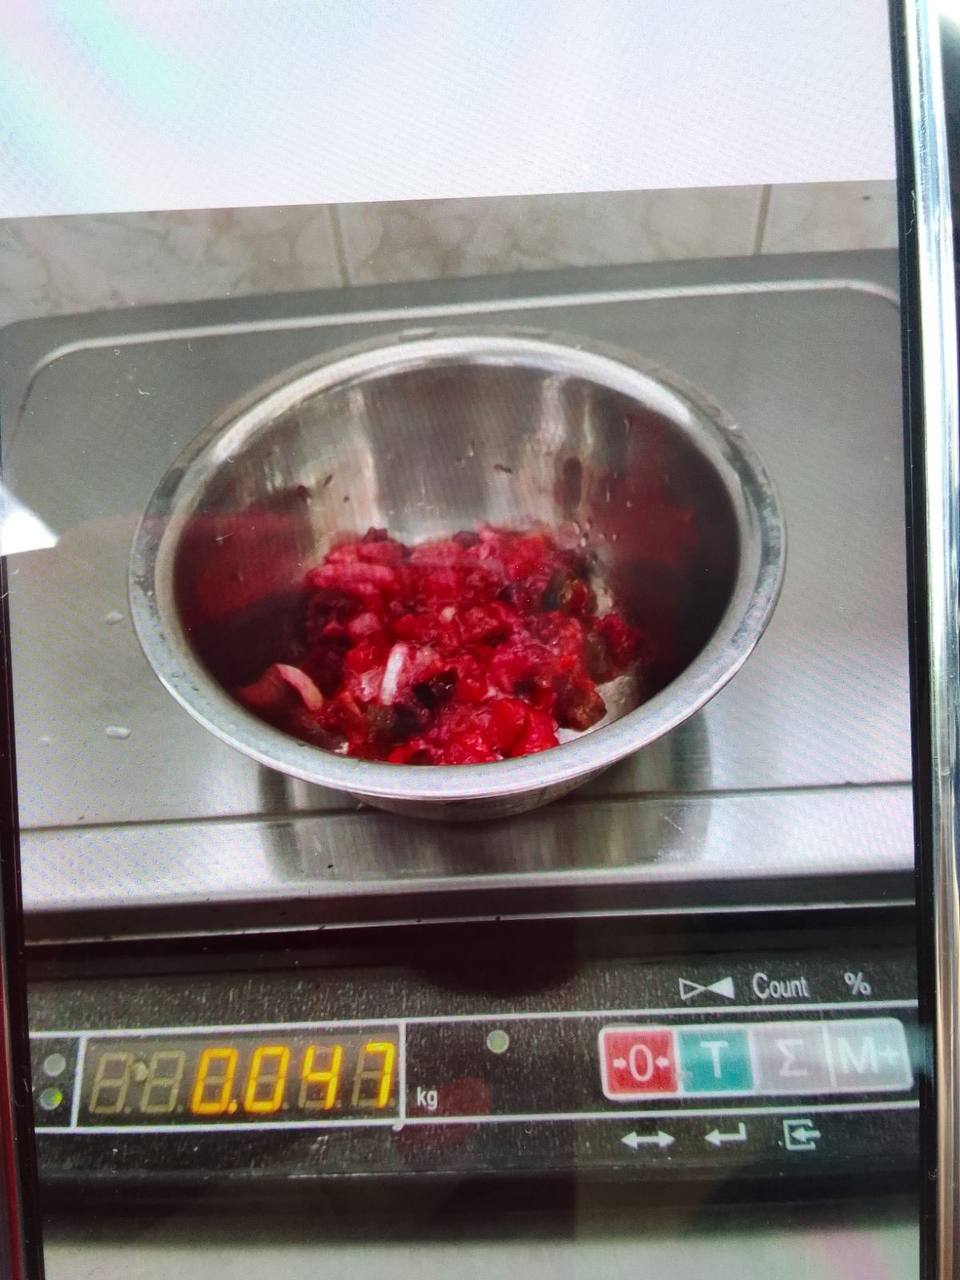 Count %
0.047 kg
→0← T Σ M+